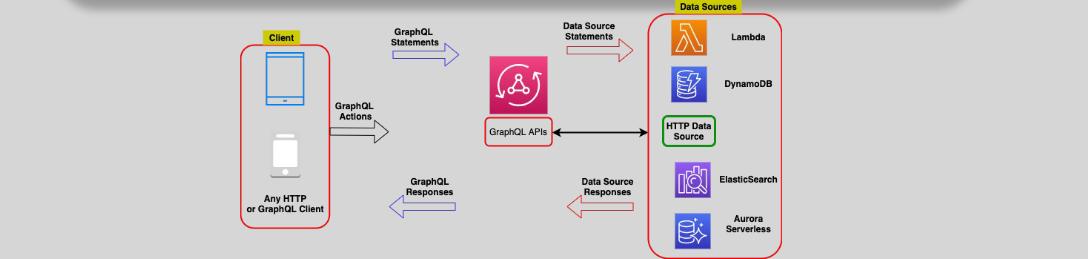 Client
Any HTTP
or GraphQL Client
GraphQL
Actions
GraphQL
Statements
GraphQL
Responses
GraphQL APIs
Data Source
Statements
Data Source
Responses
Data Sources
Lambda
DynamoDB
HTTP Data
Source
ElasticSearch
Aurora
Serverless